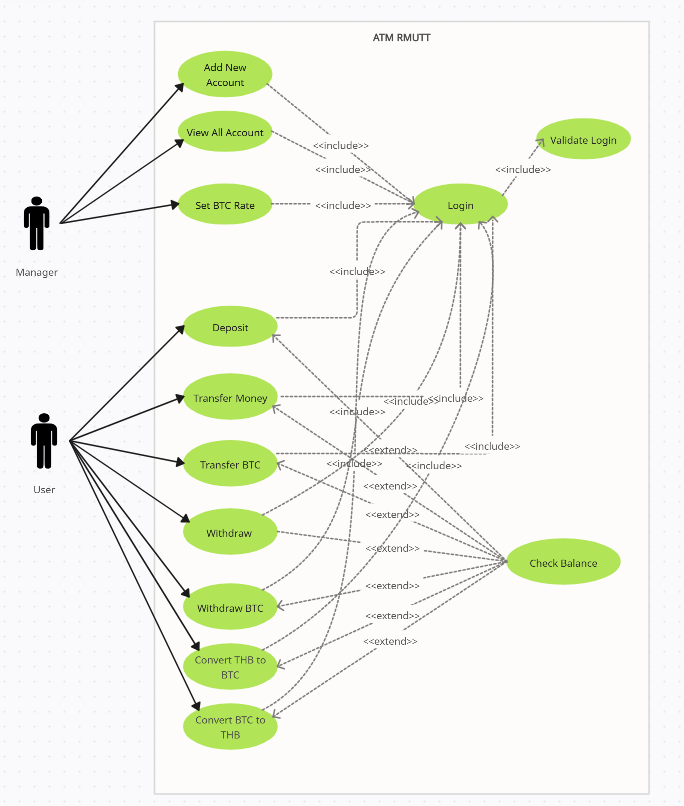 ATM RMUTT
Add New
Account
View All Account
Validate Login
<<include>>
<<include>>
<<include>>
Set BTC Rate
<<include>>
Login
Manager
<<include>>
Deposit
Transfer Money
<<include>>
<<include>>
<<include>>
User
<<include>>
<<extend>>
Transfer BTC
<<include>>
<<include>>
<<extend>>
<<extend>>
Withdraw
<<extend>>
Check Balance
<<extend>>
Withdraw BTC
<<extend>>
<<extend>>
Convert THB to
BTC
Convert BTC to
THB